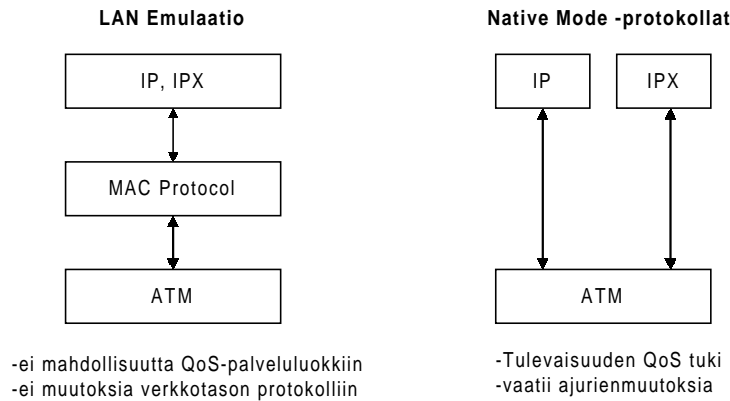 LAN Emulaatio
IP, IPX
MAC Protocol
ATM
-ei mahdollisuutta QoS-palveluluokkiin
-ei muutoksia verkkotason protokolliin
Native Mode -protokollat
IP
IPX
ATM
-Tulevaisuuden QoS tuki
-vaatii ajurienmuutoksia